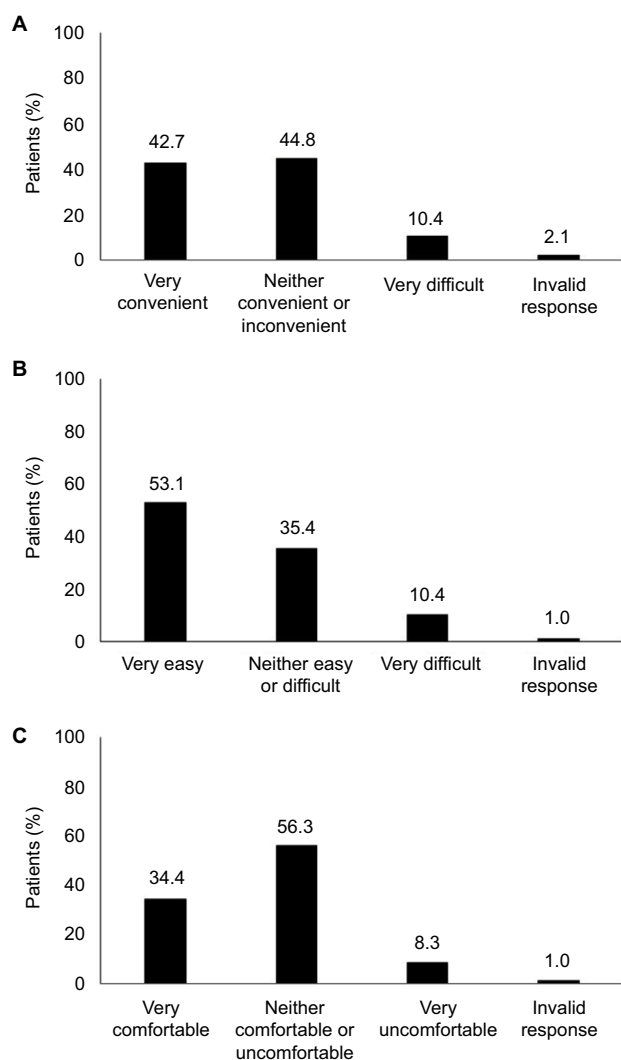 A
100
80
60
40
20
0
Patients (%)
42.7
44.8
10.4
2.1
Very
convenient
Neither
convenient or
inconvenient
Very difficult
Invalid
response
B
100
80
60
40
20
0
Patients (%)
53.1
35.4
10.4
1.0
Very easy
Neither easy
or difficult
Very difficult
Invalid
response
C
100
80
60
40
20
0
Patients (%)
34.4
56.3
8.3
1.0
Very
comfortable
Neither
comfortable or
uncomfortable
Very
uncomfortable
Invalid
response